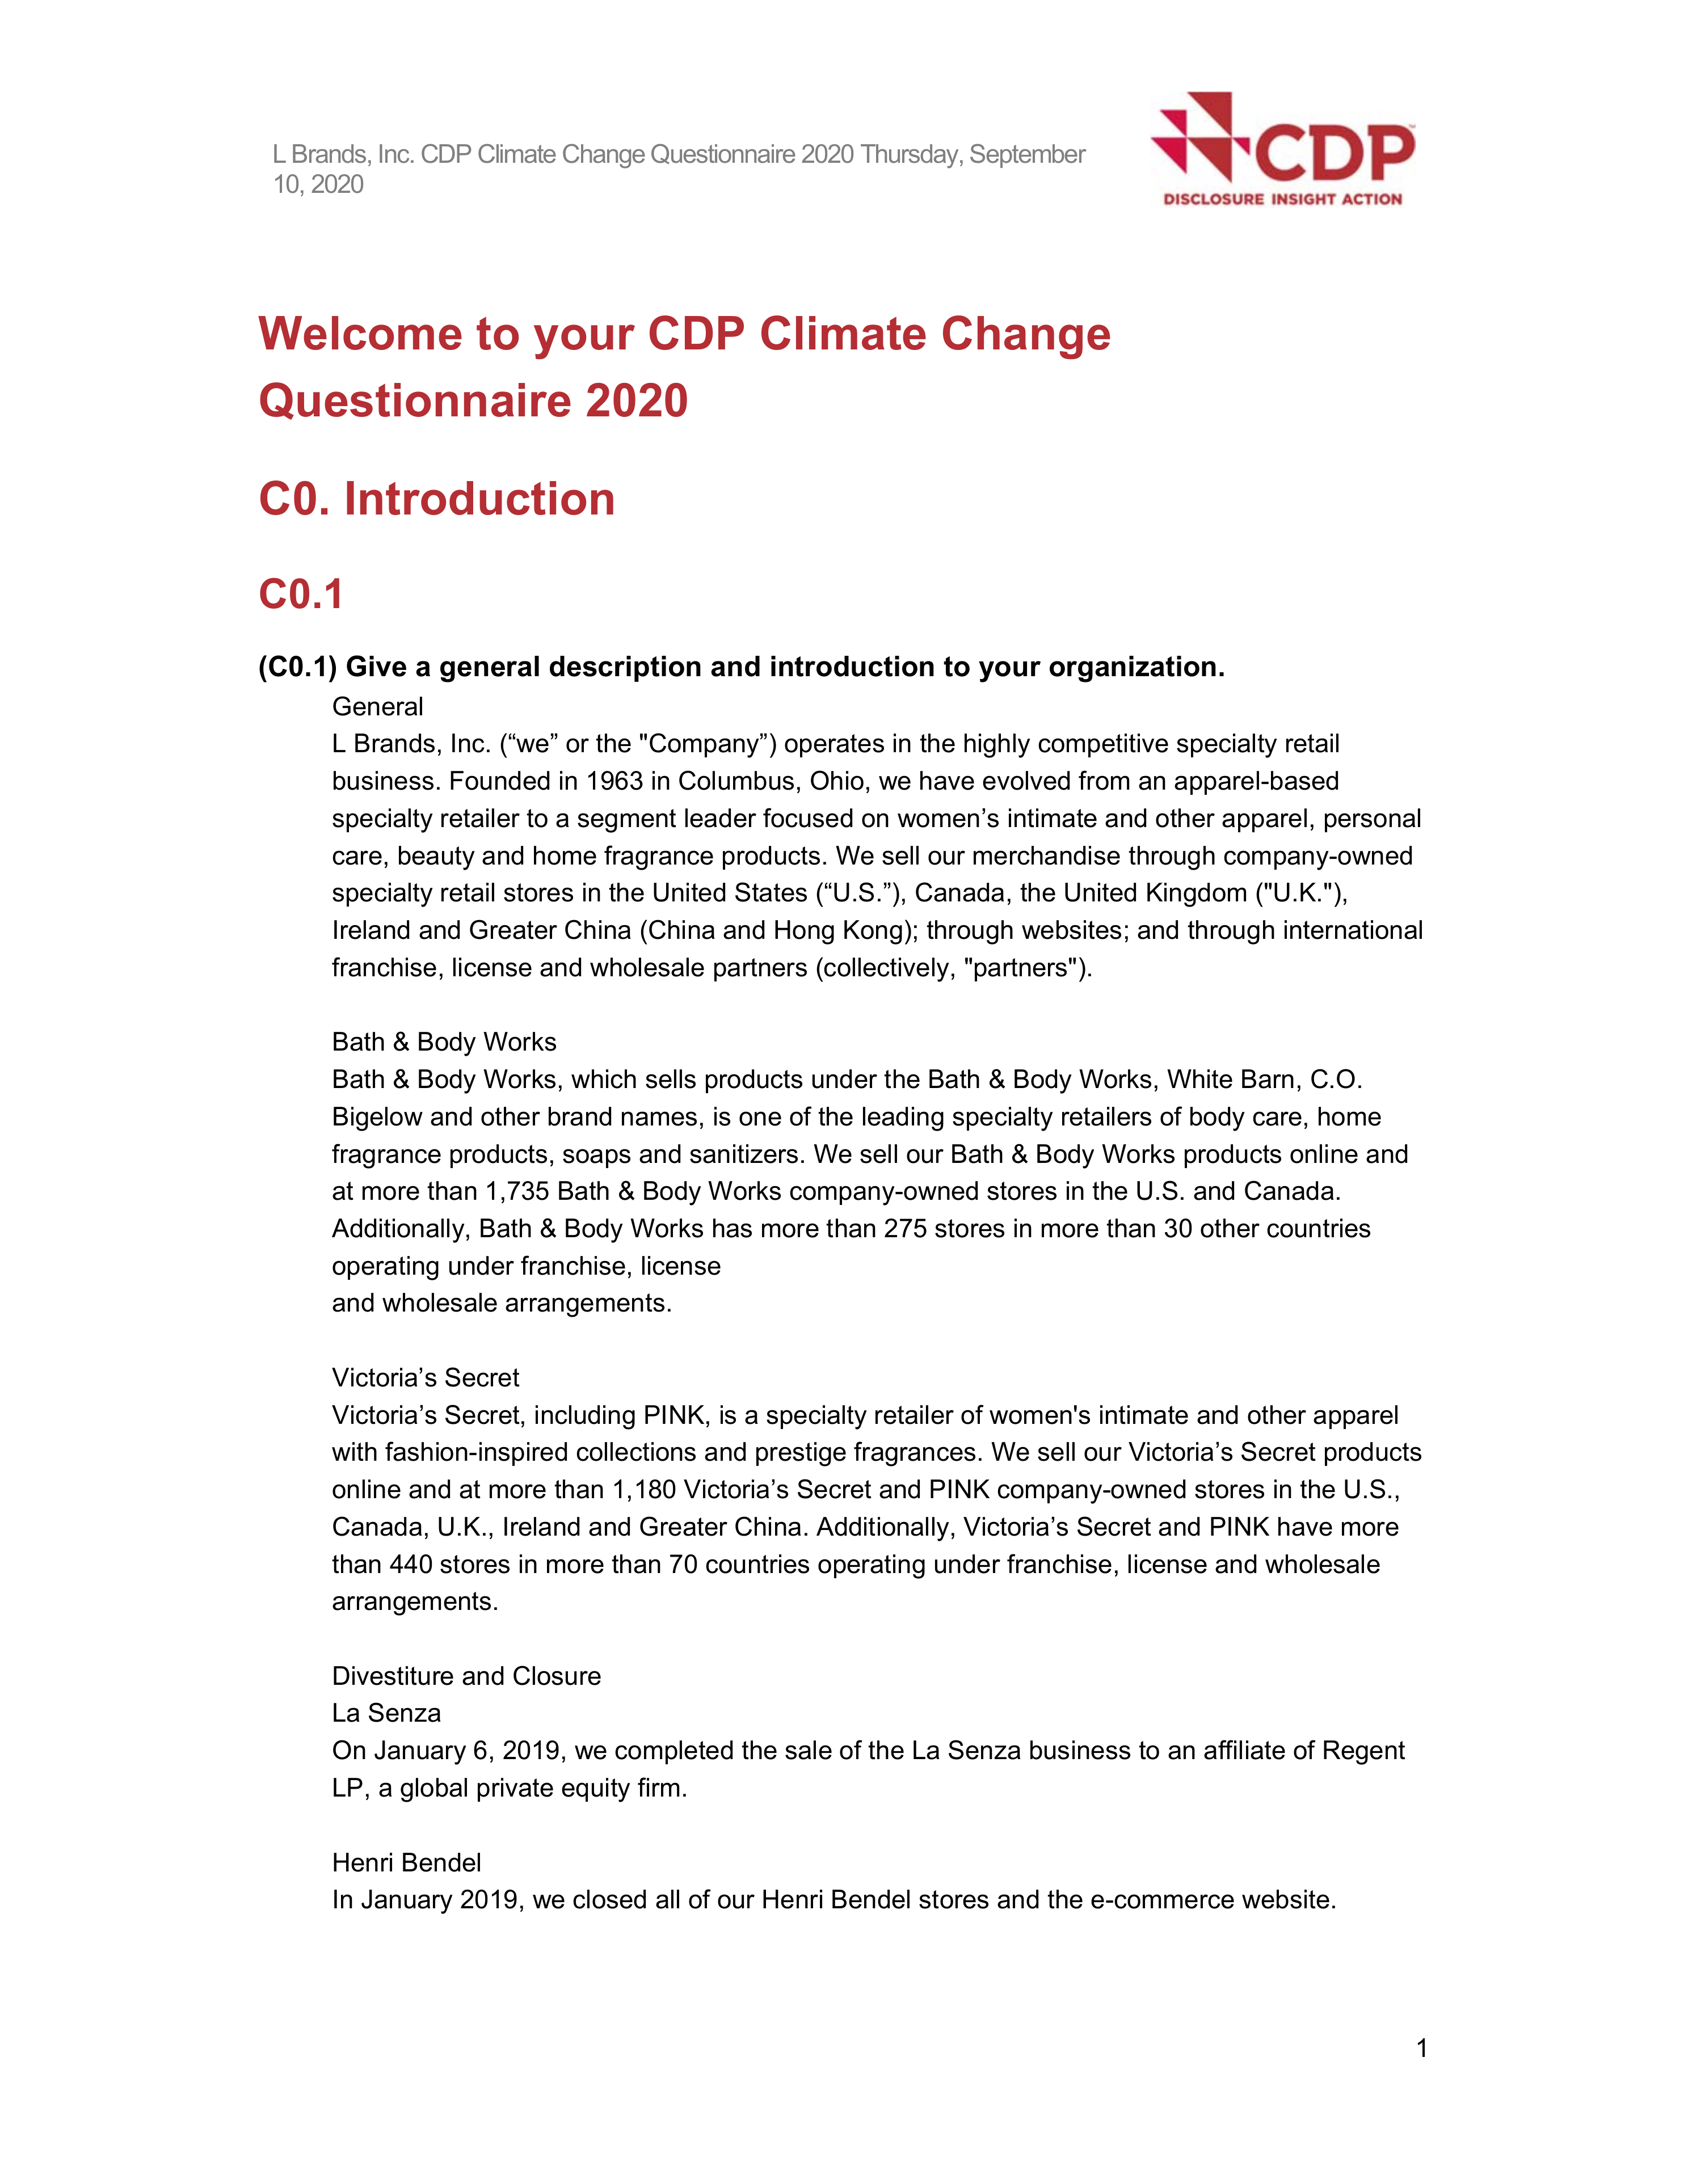 L Brands, Inc. CDP Climate Change Questionnaire 2020 Thursday, September
10, 2020
CDP™
DISCLOSURE INSIGHT ACTION
Welcome to your CDP Climate Change
Questionnaire 2020
C0. Introduction
C0.1
(C0.1) Give a general description and introduction to your organization.
General
L Brands, Inc. (“we” or the "Company”) operates in the highly competitive specialty retail
business. Founded in 1963 in Columbus, Ohio, we have evolved from an apparel-based
specialty retailer to a segment leader focused on women’s intimate and other apparel, personal
care, beauty and home fragrance products. We sell our merchandise through company-owned
specialty retail stores in the United States (“U.S.”), Canada, the United Kingdom ("U.K."),
Ireland and Greater China (China and Hong Kong); through websites; and through international
franchise, license and wholesale partners (collectively, "partners").
Bath & Body Works
Bath & Body Works, which sells products under the Bath & Body Works, White Barn, C.O.
Bigelow and other brand names, is one of the leading specialty retailers of body care, home
fragrance products, soaps and sanitizers. We sell our Bath & Body Works products online and
at more than 1,735 Bath & Body Works company-owned stores in the U.S. and Canada.
Additionally, Bath & Body Works has more than 275 stores in more than 30 other countries
operating under franchise, license
and wholesale arrangements.
Victoria’s Secret
Victoria’s Secret, including PINK, is a specialty retailer of women's intimate and other apparel
with fashion-inspired collections and prestige fragrances. We sell our Victoria’s Secret products
online and at more than 1,180 Victoria’s Secret and PINK company-owned stores in the U.S.,
Canada, U.K., Ireland and Greater China. Additionally, Victoria’s Secret and PINK have more
than 440 stores in more than 70 countries operating under franchise, license and wholesale
arrangements.
Divestiture and Closure
La Senza
On January 6, 2019, we completed the sale of the La Senza business to an affiliate of Regent
LP, a global private equity firm.
Henri Bendel
In January 2019, we closed all of our Henri Bendel stores and the e-commerce website.
1